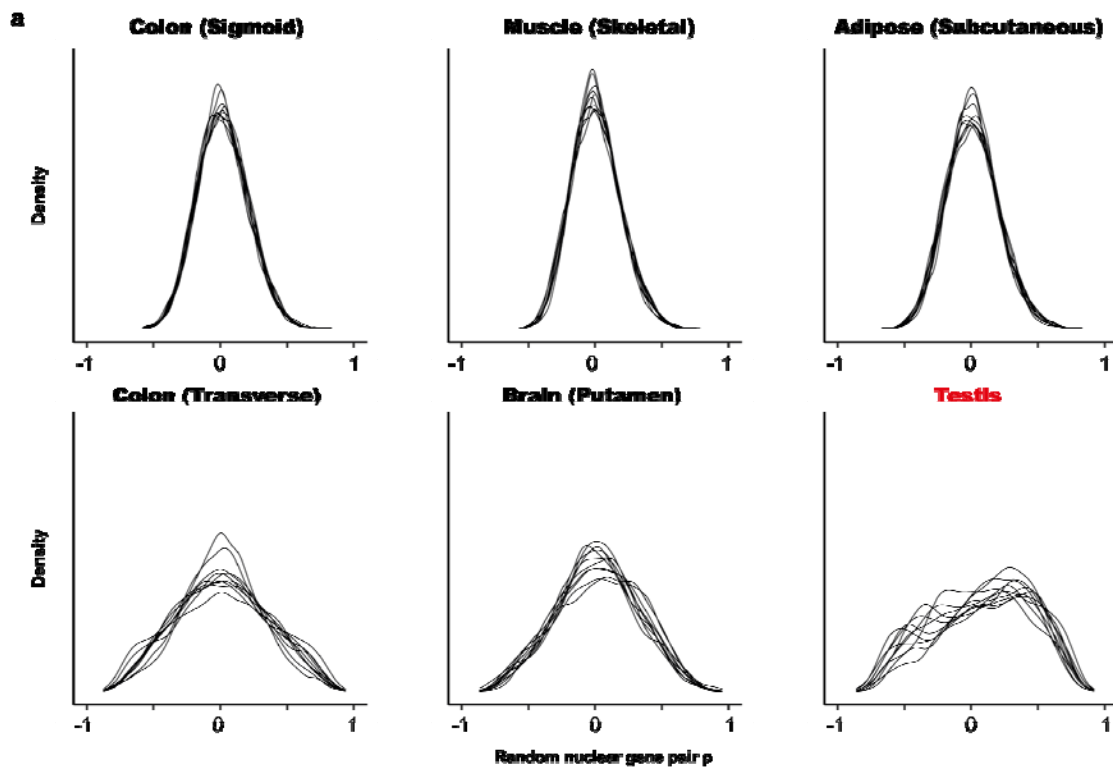 a
Colon (Sigmoid)
Muscle (Skeletal)
Adipose (Subcutaneous)
Density
-1 0 1
-1 0 1
-1 0 1
Colon (Transverse)
Brain (Putamen)
Testis
Density
-1 0 1
-1 0 1
-1 0 1
Random nuclear gene pair ρ